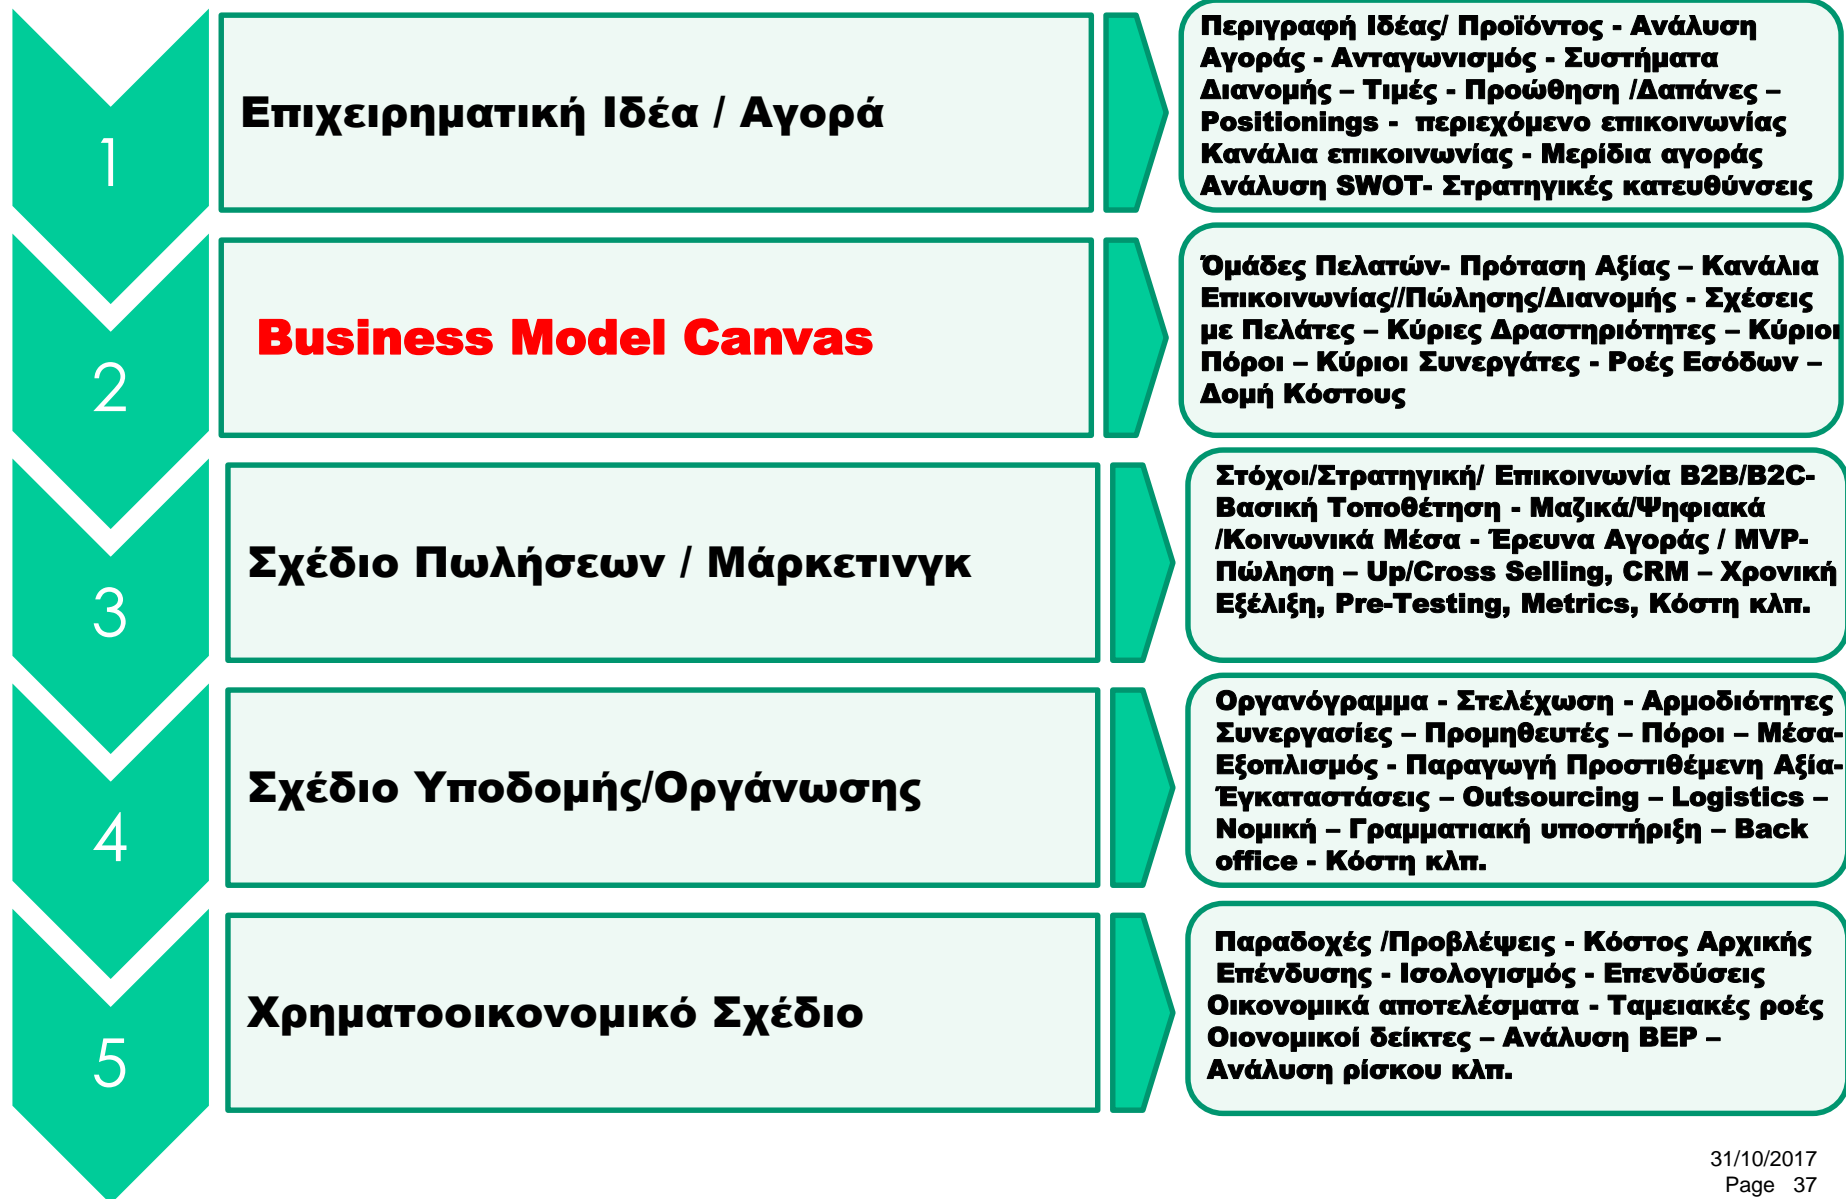 1
Επιχειρηματική Ιδέα / Αγορά
Περιγραφή Ιδέας/ Προϊόντος - Ανάλυση
Αγοράς - Ανταγωνισμός - Συστήματα
Διανομής – Τιμές - Προώθηση /Δαπάνες –
Positionings - περιεχόμενο επικοινωνίας
Κανάλια επικοινωνίας - Μερίδια αγοράς
Ανάλυση SWOT- Στρατηγικές κατευθύνσεις
2
Business Model Canvas
Όμάδες Πελατών- Πρόταση Αξίας – Κανάλια
Επικοινωνίας//Πώλησης/Διανομής - Σχέσεις
με Πελάτες – Κύριες Δραστηριότητες – Κύριοι
Πόροι – Κύριοι Συνεργάτες - Ροές Εσόδων –
Δομή Κόστους
3
Σχέδιο Πωλήσεων / Μάρκετινγκ
Στόχοι/Στρατηγική/ Επικοινωνία B2B/B2C-
Βασική Τοποθέτηση - Μαζικά/Ψηφιακά
/Κοινωνικά Μέσα - Έρευνα Αγοράς / MVP-
Πώληση – Up/Cross Selling, CRM – Χρονική
Εξέλιξη, Pre-Testing, Metrics, Κόστη κλπ.
4
Σχέδιο Υποδομής/Οργάνωσης
Οργανόγραμμα - Στελέχωση - Αρμοδιότητες
Συνεργασίες – Προμηθευτές – Πόροι – Μέσα-
Εξοπλισμός - Παραγωγή Προστιθέμενη Αξία-
Έγκαταστάσεις – Outsourcing – Logistics –
Νομική – Γραμματιακή υποστήριξη – Back
office - Κόστη κλπ.
5
Χρηματοοικονομικό Σχέδιο
Παραδοχές /Προβλέψεις - Κόστος Αρχικής
Επένδυσης - Ισολογισμός - Επενδύσεις
Οικονομικά αποτελέσματα - Ταμειακές ροές
Οιονομικοί δείκτες – Ανάλυση BEP –
Ανάλυση ρίσκου κλπ.
31/10/2017
Page 37